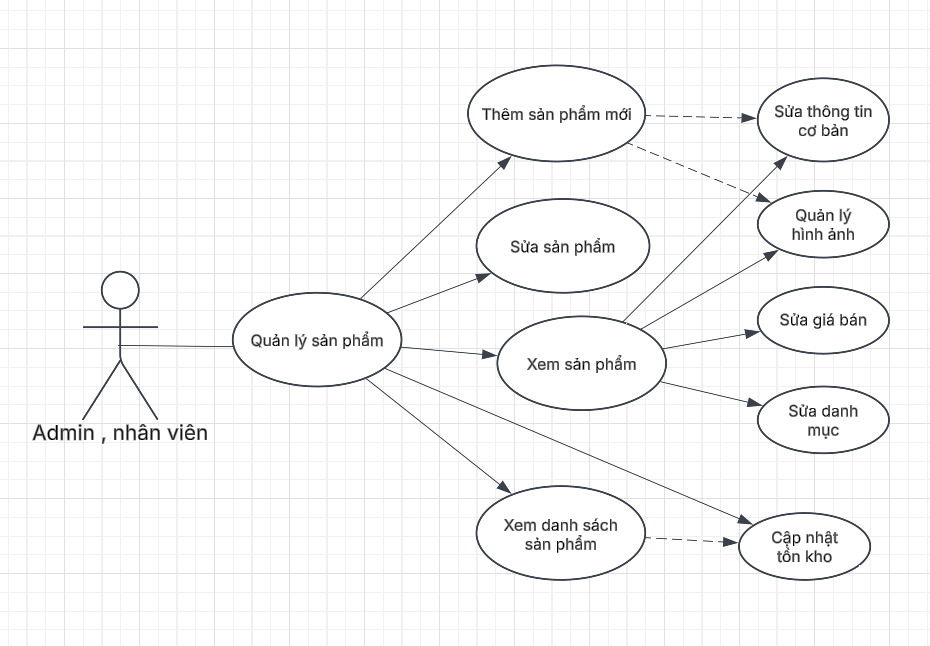 Thêm sản phẩm mới
Sửa thông tin
cơ bản
Quản lý
hình ảnh
Sửa sản phẩm
Sửa giá bán
Quản lý sản phẩm
Xem sản phẩm
Sửa danh
mục
Admin , nhân viên
Xem danh sách
sản phẩm
Cập nhật
tồn kho